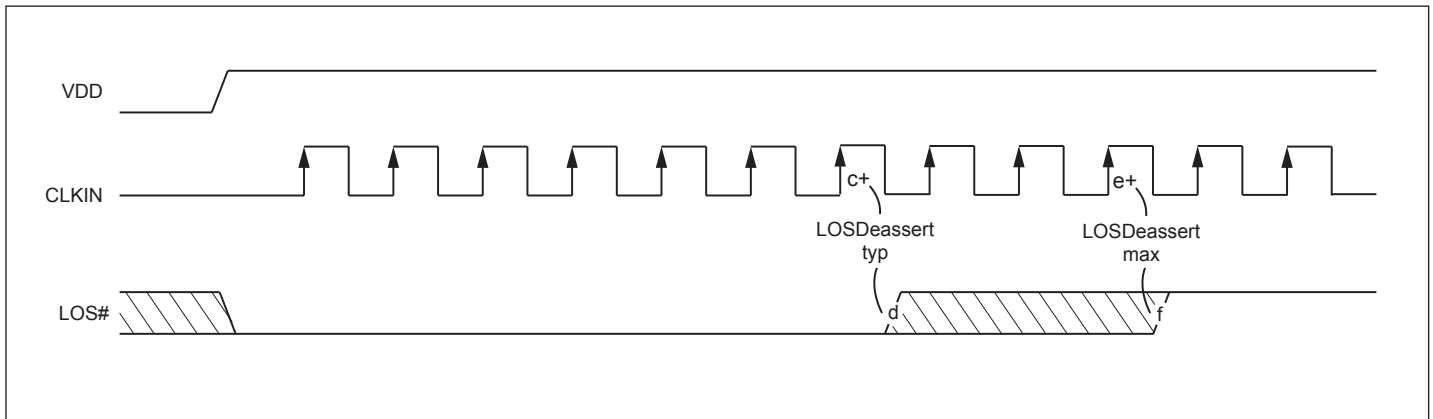 VDD
CLKIN
c+
e+
LOSDeassert
typ
LOSDeassert
max
LOS#
d
f